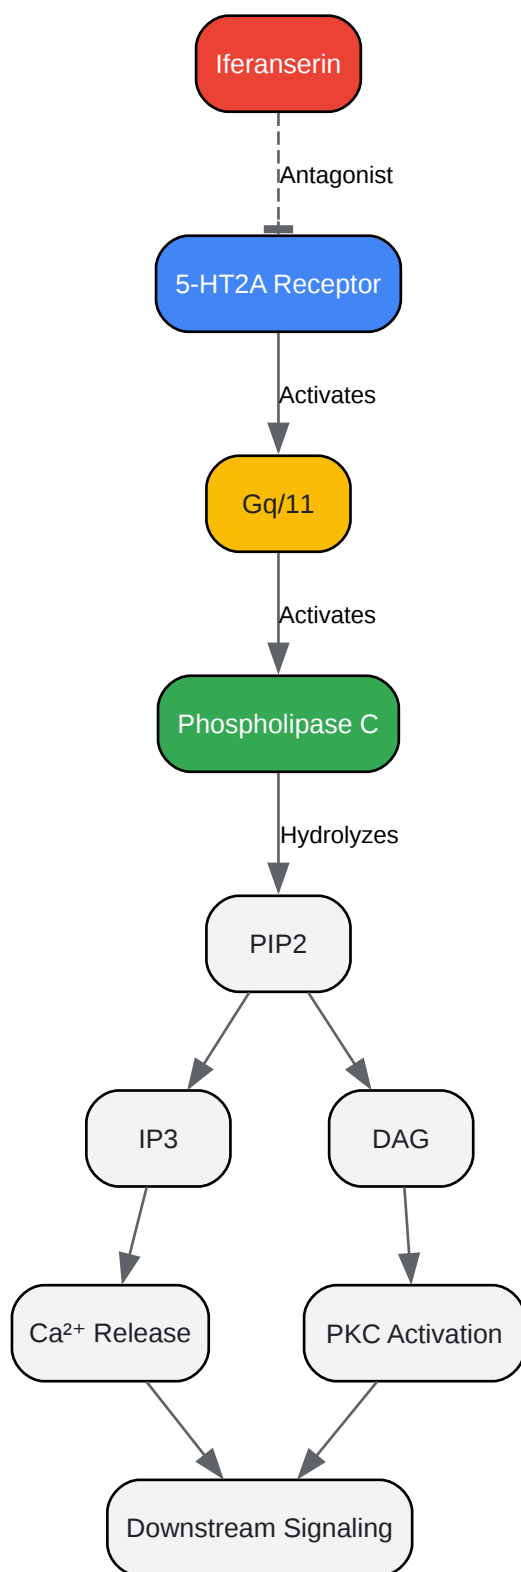 Iferanserin
Antagonist
5-HT2A Receptor
Activates
Gq/11
Activates
Phospholipase C
Hydrolyzes
PIP2
IP3
DAG
Ca²⁺ Release
PKC Activation
Downstream Signaling